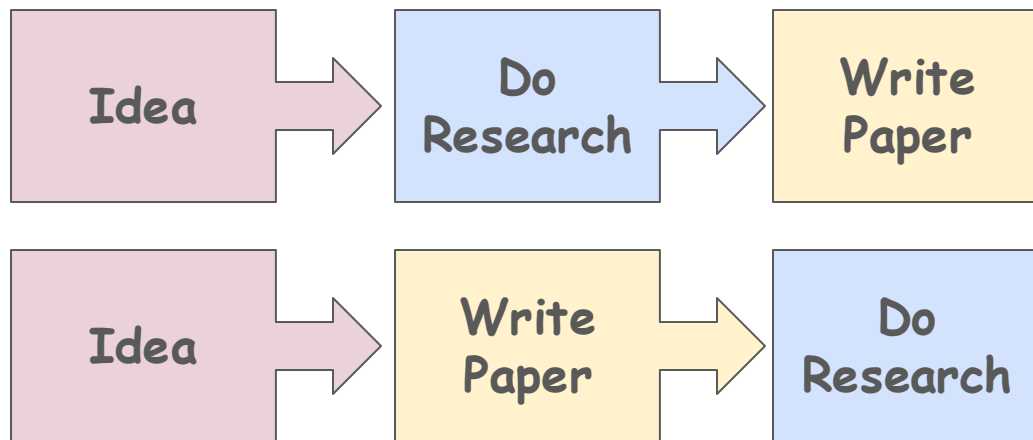 Idea
Do
Research
Write
Paper
Idea
Write
Paper
Do
Research